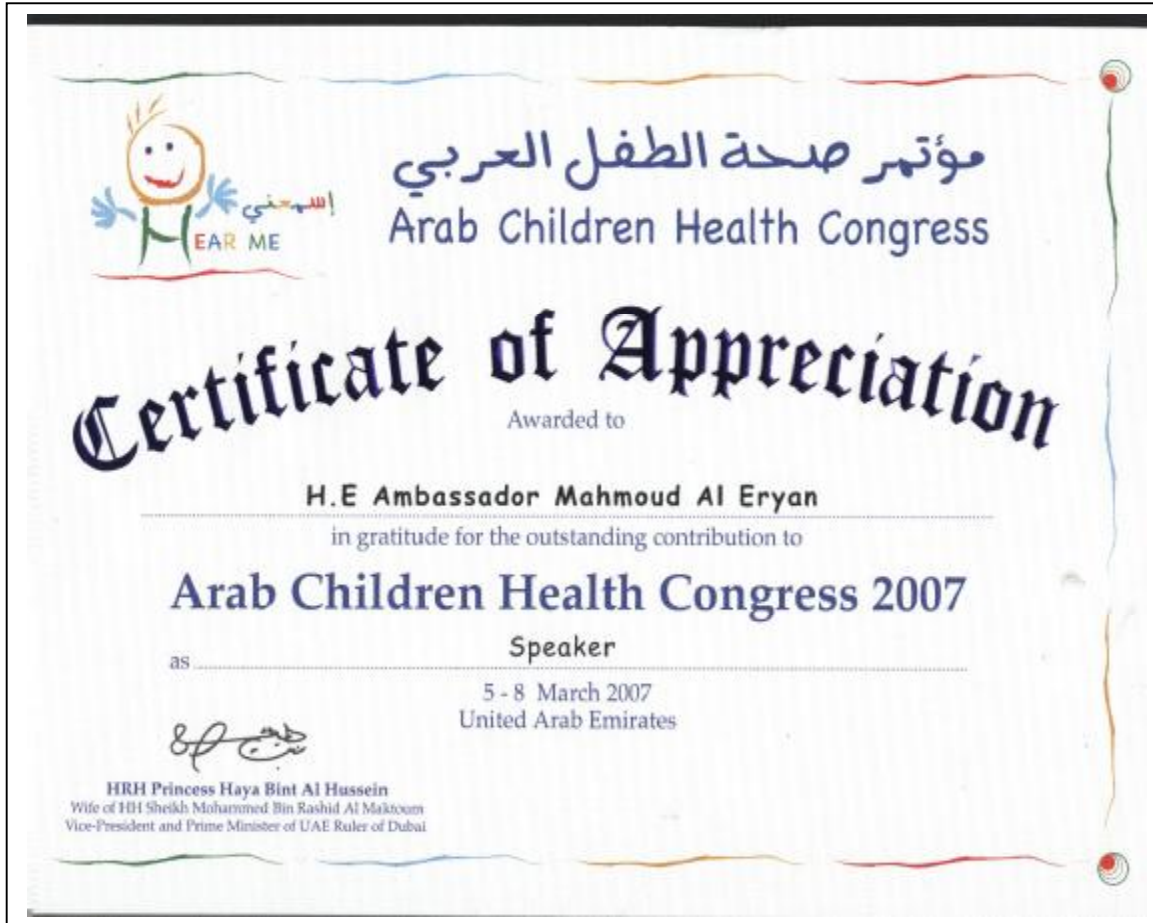 إسمعني
HEAR ME
مؤتمر صحة الطفل العربي
Arab Children Health Congress
Certificate of Appreciation
Awarded to
H.E Ambassador Mahmoud Al Eryan
in gratitude for the outstanding contribution to
Arab Children Health Congress 2007
as Speaker
5 - 8 March 2007
United Arab Emirates
HRH Princess Haya Bint Al Hussein
Wife of HH Sheikh Mohammed Bin Rashid Al Maktoum
Vice-President and Prime Minister of UAE Ruler of Dubai